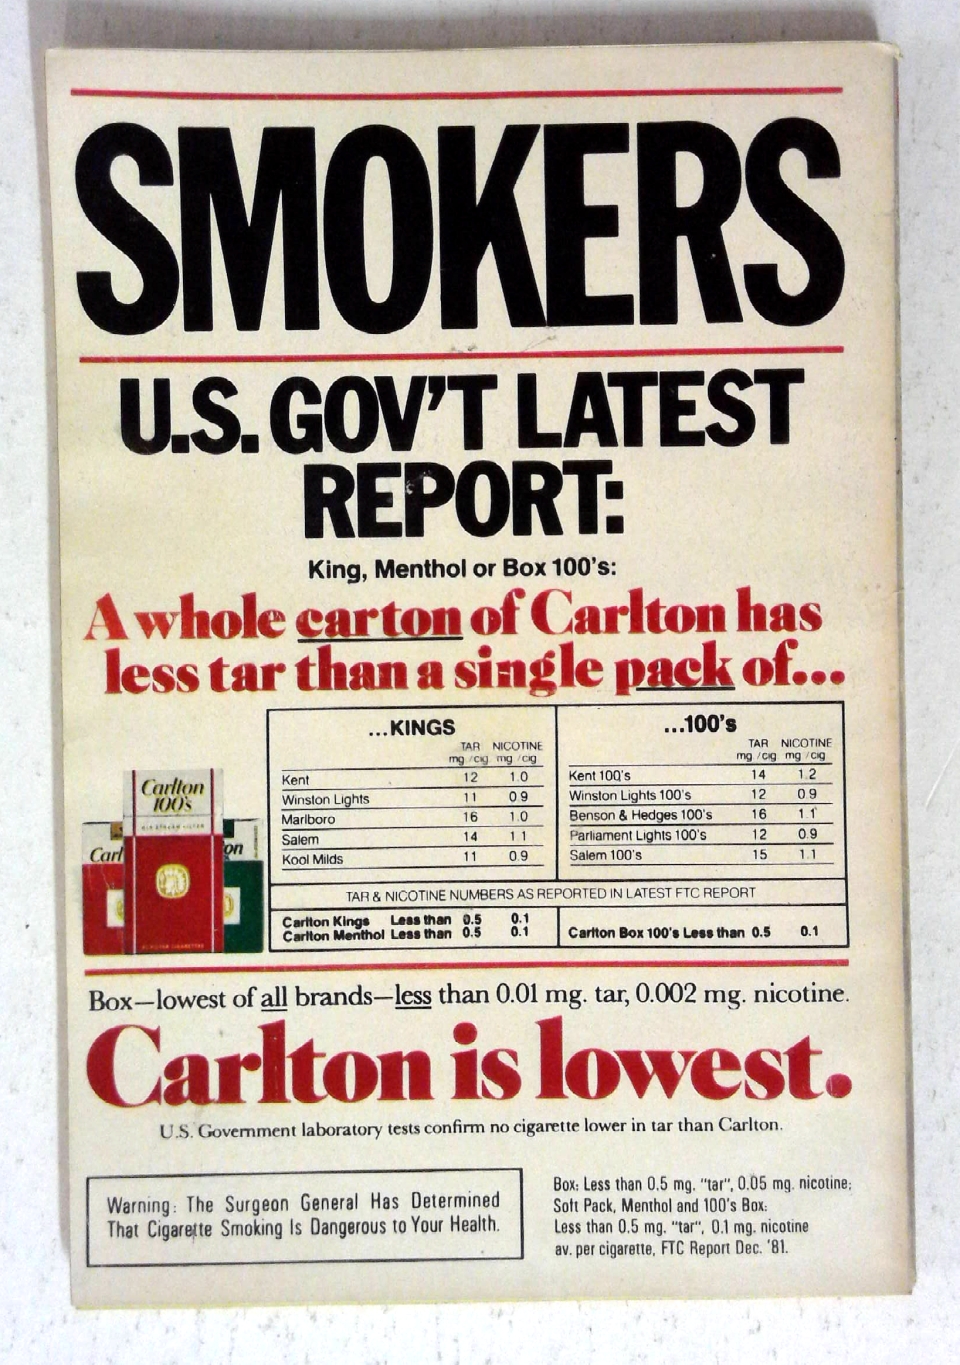 SMOKERS
U.S. GOV'T LATEST
REPORT:
King, Menthol or Box 100's:
A whole carton of Carlton has
less tar than a single pack of...
...KINGS
TAR NICOTINE
mg/cig mg/cig
Kent 12 1.0
Winston Lights 11 0.9
Marlboro 16 1.0
Salem 14 1.1
Kool Milds 11 0.9
...100's
TAR NICOTINE
mg/cig mg/cig
Kent 100's 14 1.2
Winston Lights 100's 12 0.9
Benson & Hedges 100's 16 1.1
Parliament Lights 100's 12 0.9
Salem 100's 15 1.1
TAR & NICOTINE NUMBERS AS REPORTED IN LATEST FTC REPORT
Carlton Kings Less than 0.5 0.1
Carlton Menthol Less than 0.5 0.1
Carlton Box 100's Less than 0.5 0.1
Carlton
100's
AIR STREAM FILTER
Carl
on
Box—lowest of all brands—less than 0.01 mg. tar, 0.002 mg. nicotine.
Carlton is lowest.
U.S. Government laboratory tests confirm no cigarette lower in tar than Carlton.
Warning: The Surgeon General Has Determined
That Cigarette Smoking Is Dangerous to Your Health.
Box: Less than 0.5 mg. "tar", 0.05 mg. nicotine;
Soft Pack, Menthol and 100's Box:
Less than 0.5 mg. "tar", 0.1 mg. nicotine
av. per cigarette, FTC Report Dec. '81.